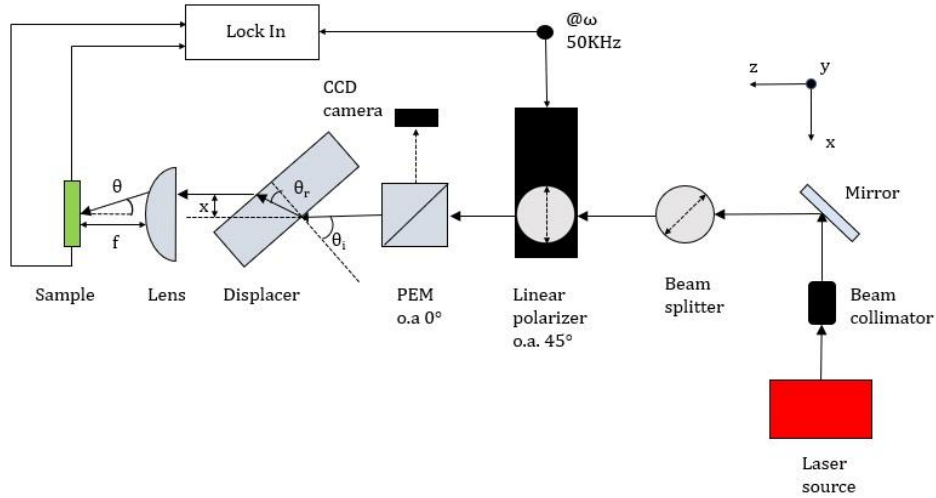 Lock In
@ω
50KHz
z
y
x
CCD
camera
Mirror
θ
θr
x
θi
f
Sample
Lens
Displacer
PEM
o.a 0°
Linear
polarizer
o.a. 45°
Beam
splitter
Beam
collimator
Laser
source